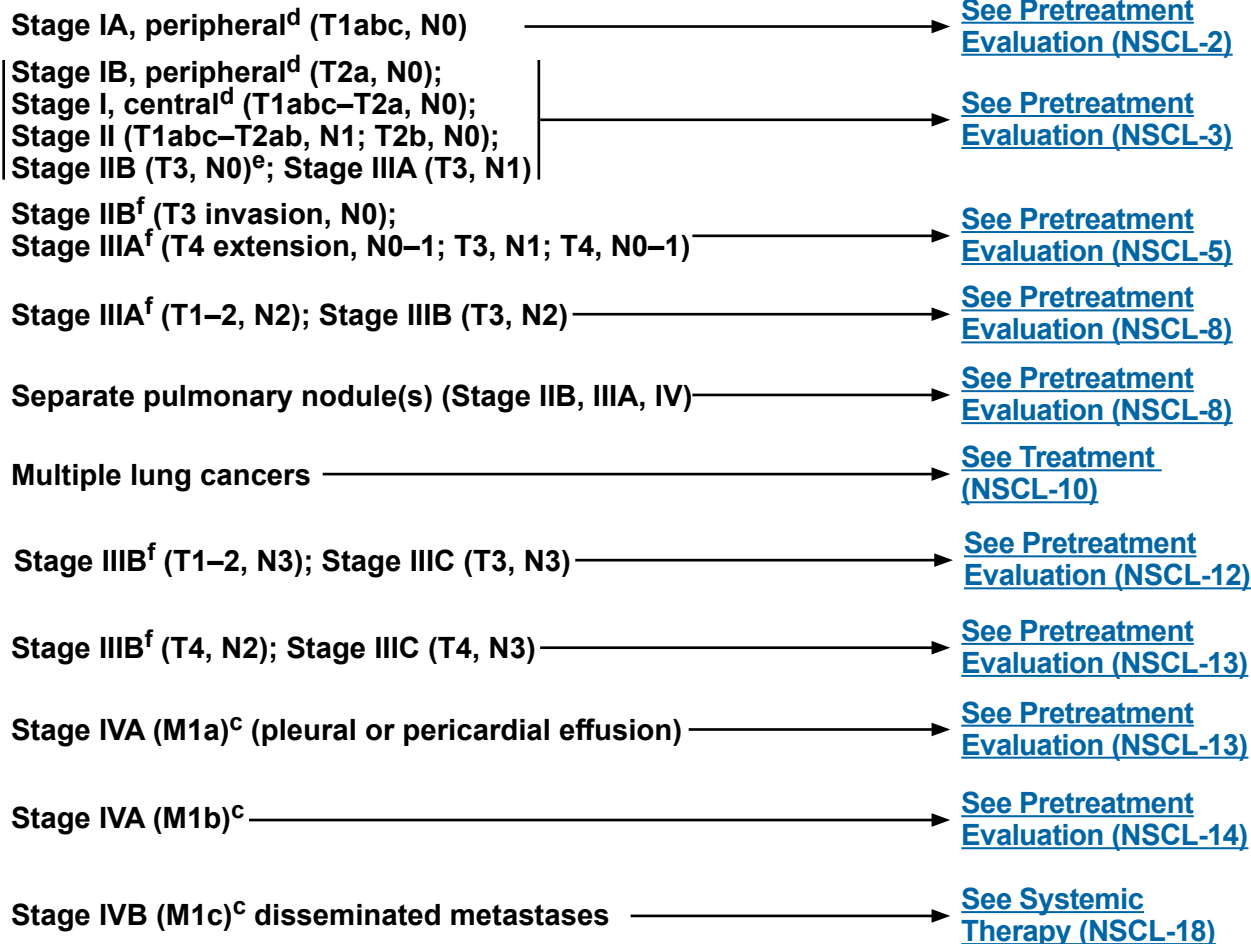 Stage IA, peripheral^d (T1abc, N0)
See Pretreatment
Evaluation (NSCL-2)
Stage IB, peripheral^d (T2a, N0);
Stage I, central^d (T1abc–T2a, N0);
Stage II (T1abc–T2ab, N1; T2b, N0);
Stage IIB (T3, N0)^e; Stage IIIA (T3, N1)
See Pretreatment
Evaluation (NSCL-3)
Stage IIB^f (T3 invasion, N0);
Stage IIIA^f (T4 extension, N0–1; T3, N1; T4, N0–1)
See Pretreatment
Evaluation (NSCL-5)
Stage IIIA^f (T1–2, N2); Stage IIIB (T3, N2)
See Pretreatment
Evaluation (NSCL-8)
Separate pulmonary nodule(s) (Stage IIB, IIIA, IV)
See Pretreatment
Evaluation (NSCL-8)
Multiple lung cancers
See Treatment
(NSCL-10)
Stage IIIB^f (T1–2, N3); Stage IIIC (T3, N3)
See Pretreatment
Evaluation (NSCL-12)
Stage IIIB^f (T4, N2); Stage IIIC (T4, N3)
See Pretreatment
Evaluation (NSCL-13)
Stage IVA (M1a)^c (pleural or pericardial effusion)
See Pretreatment
Evaluation (NSCL-13)
Stage IVA (M1b)^c
See Pretreatment
Evaluation (NSCL-14)
Stage IVB (M1c)^c disseminated metastases
See Systemic
Therapy (NSCL-18)